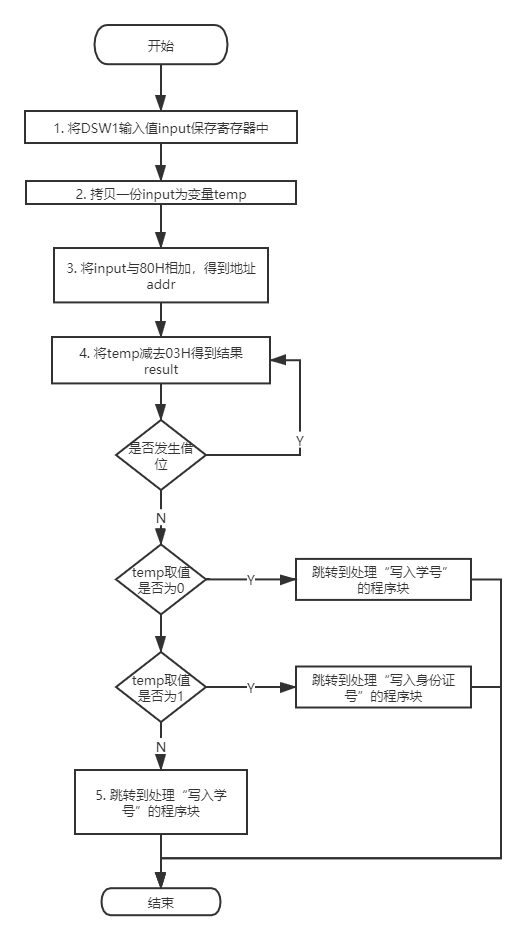 开始
1. 将DSW1输入值input保存寄存器中
2. 拷贝一份input为变量temp
3. 将input与80H相加，得到地址
addr
4. 将temp减去03H得到结果
result
是否发生借
位
Y
N
temp取值
是否为0
Y
跳转到处理“写入学号”
的程序块
temp取值
是否为1
Y
跳转到处理“写入身份证
号”的程序块
N
5. 跳转到处理“写入学
号”的程序块
结束